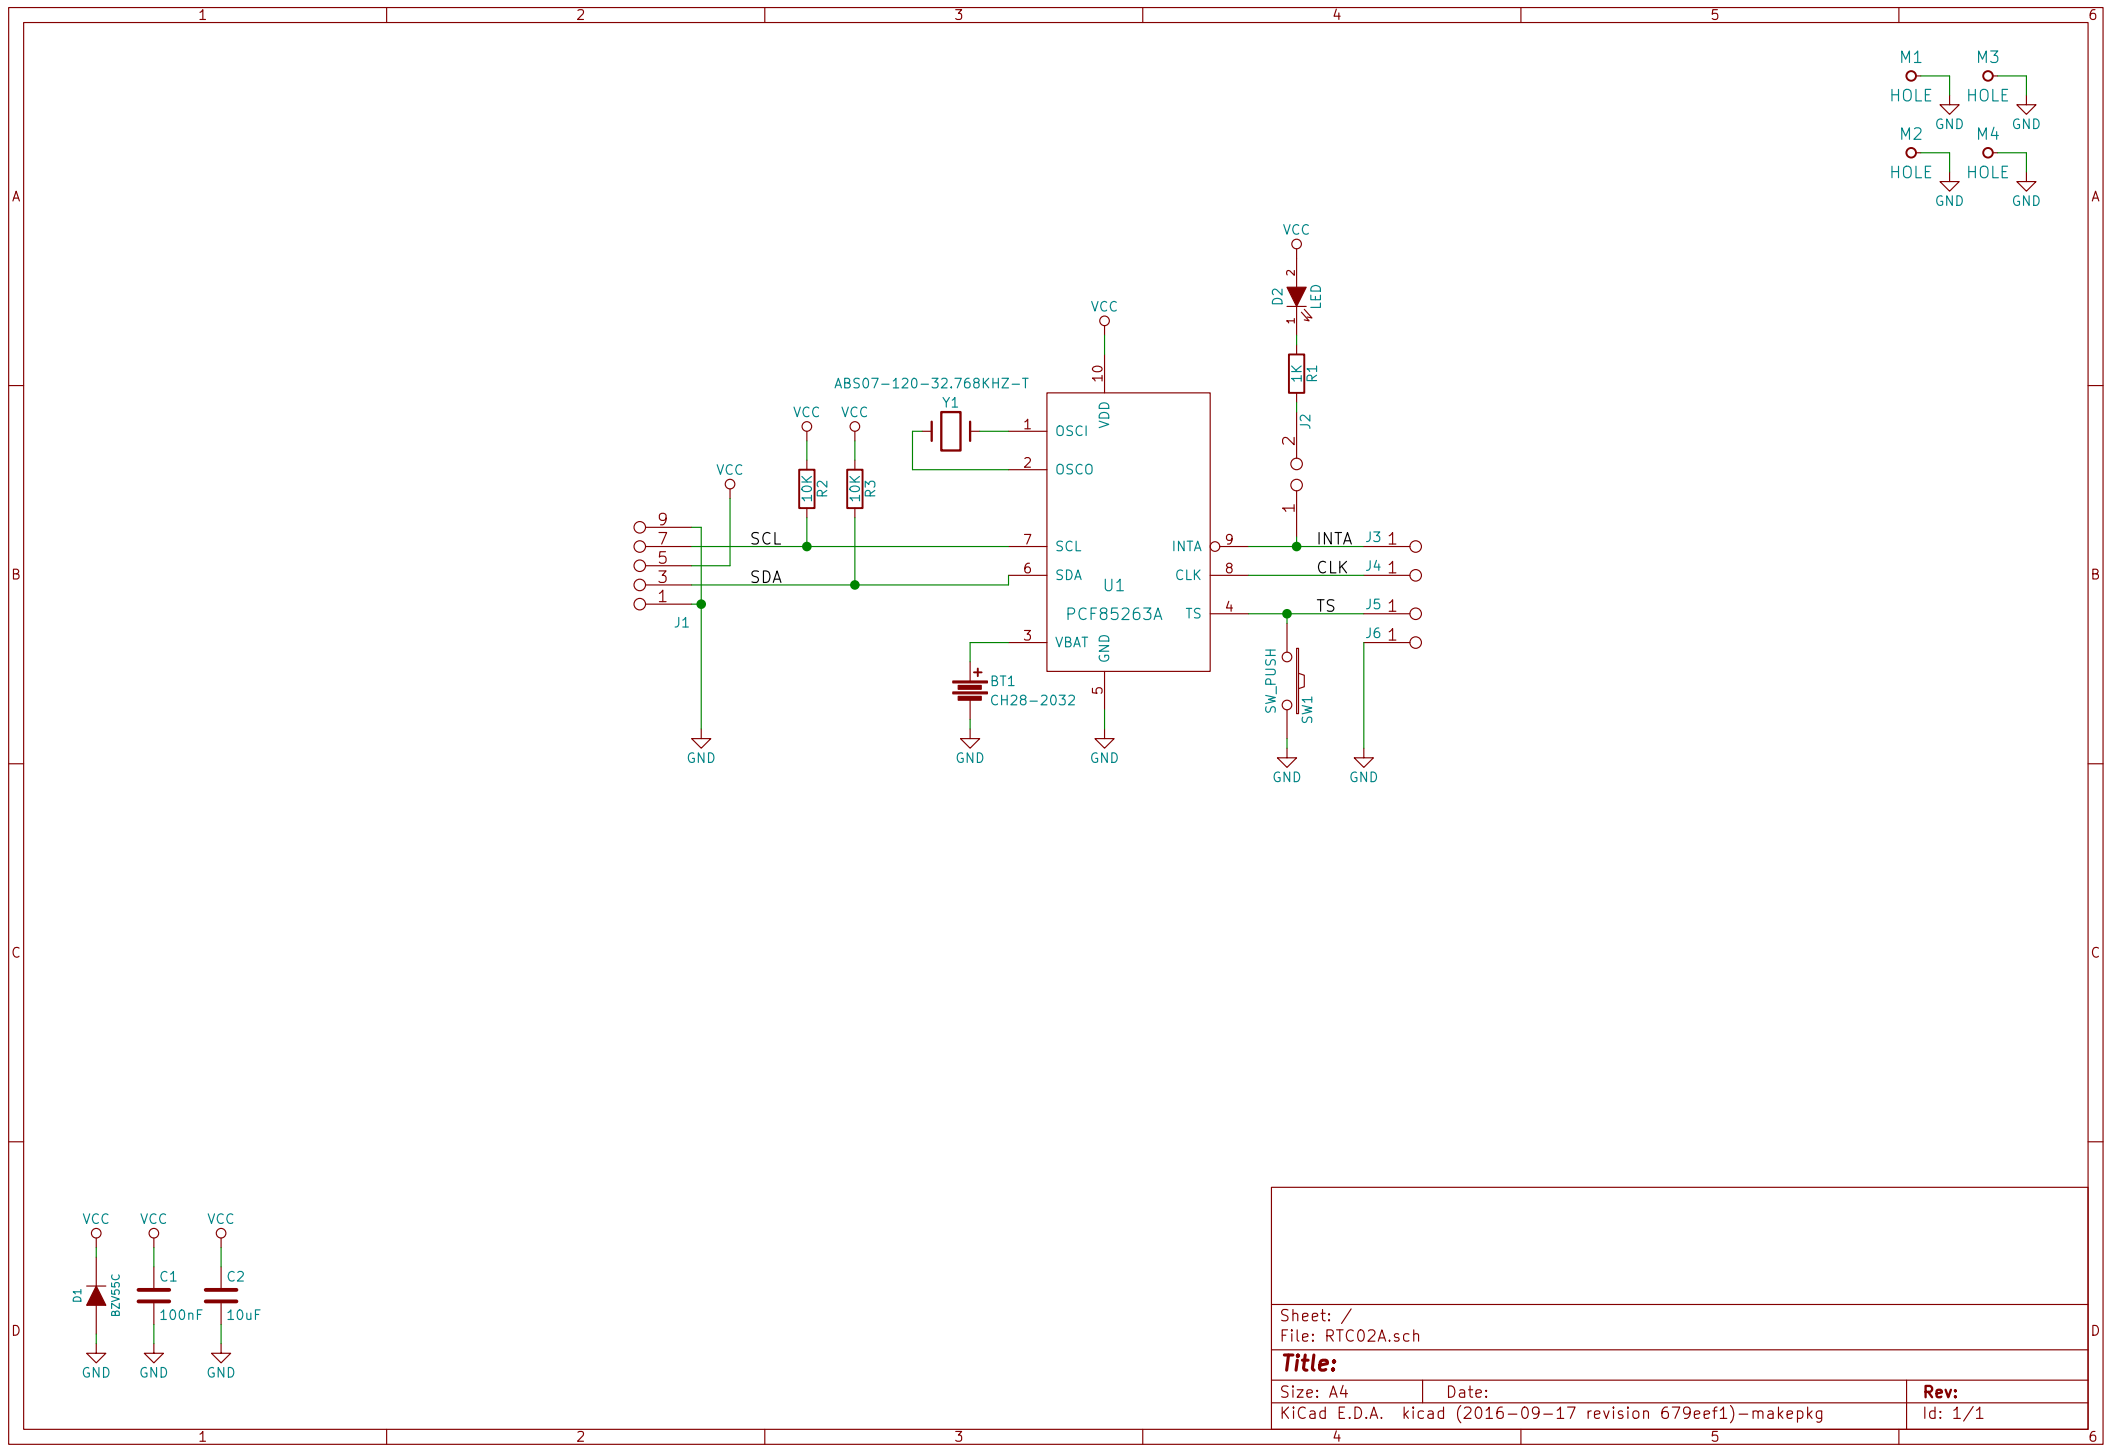 1 2 3 4 5 6
A A
B B
C C
D D
M1 M3
HOLE HOLE
GND GND
M2 M4
HOLE HOLE
GND GND
VCC
2
D2 LED
1
1K R1
J2
2
1
VCC
10
ABS07-120-32.768KHZ-T
Y1
VCC VCC
10K R2
10K R3
VCC
9
7 SCL
5
3 SDA
1
J1
GND
1 OSCI
2 OSCO
VDD
7 SCL
6 SDA
3 VBAT
GND
5
U1
PCF85263A
INTA 9 INTA J3 1
CLK 8 CLK J4 1
TS 4 TS J5 1
J6 1
+
BT1
CH28-2032
GND
GND
SW_PUSH
SW1
GND
GND
VCC VCC VCC
D1 BZV55C
C1
100nF
C2
10uF
GND GND GND
Sheet: /
File: RTC02A.sch
Title:
Size: A4 Date: Rev:
KiCad E.D.A. kicad (2016-09-17 revision 679eef1)-makepkg Id: 1/1
1 2 3 4 5 6